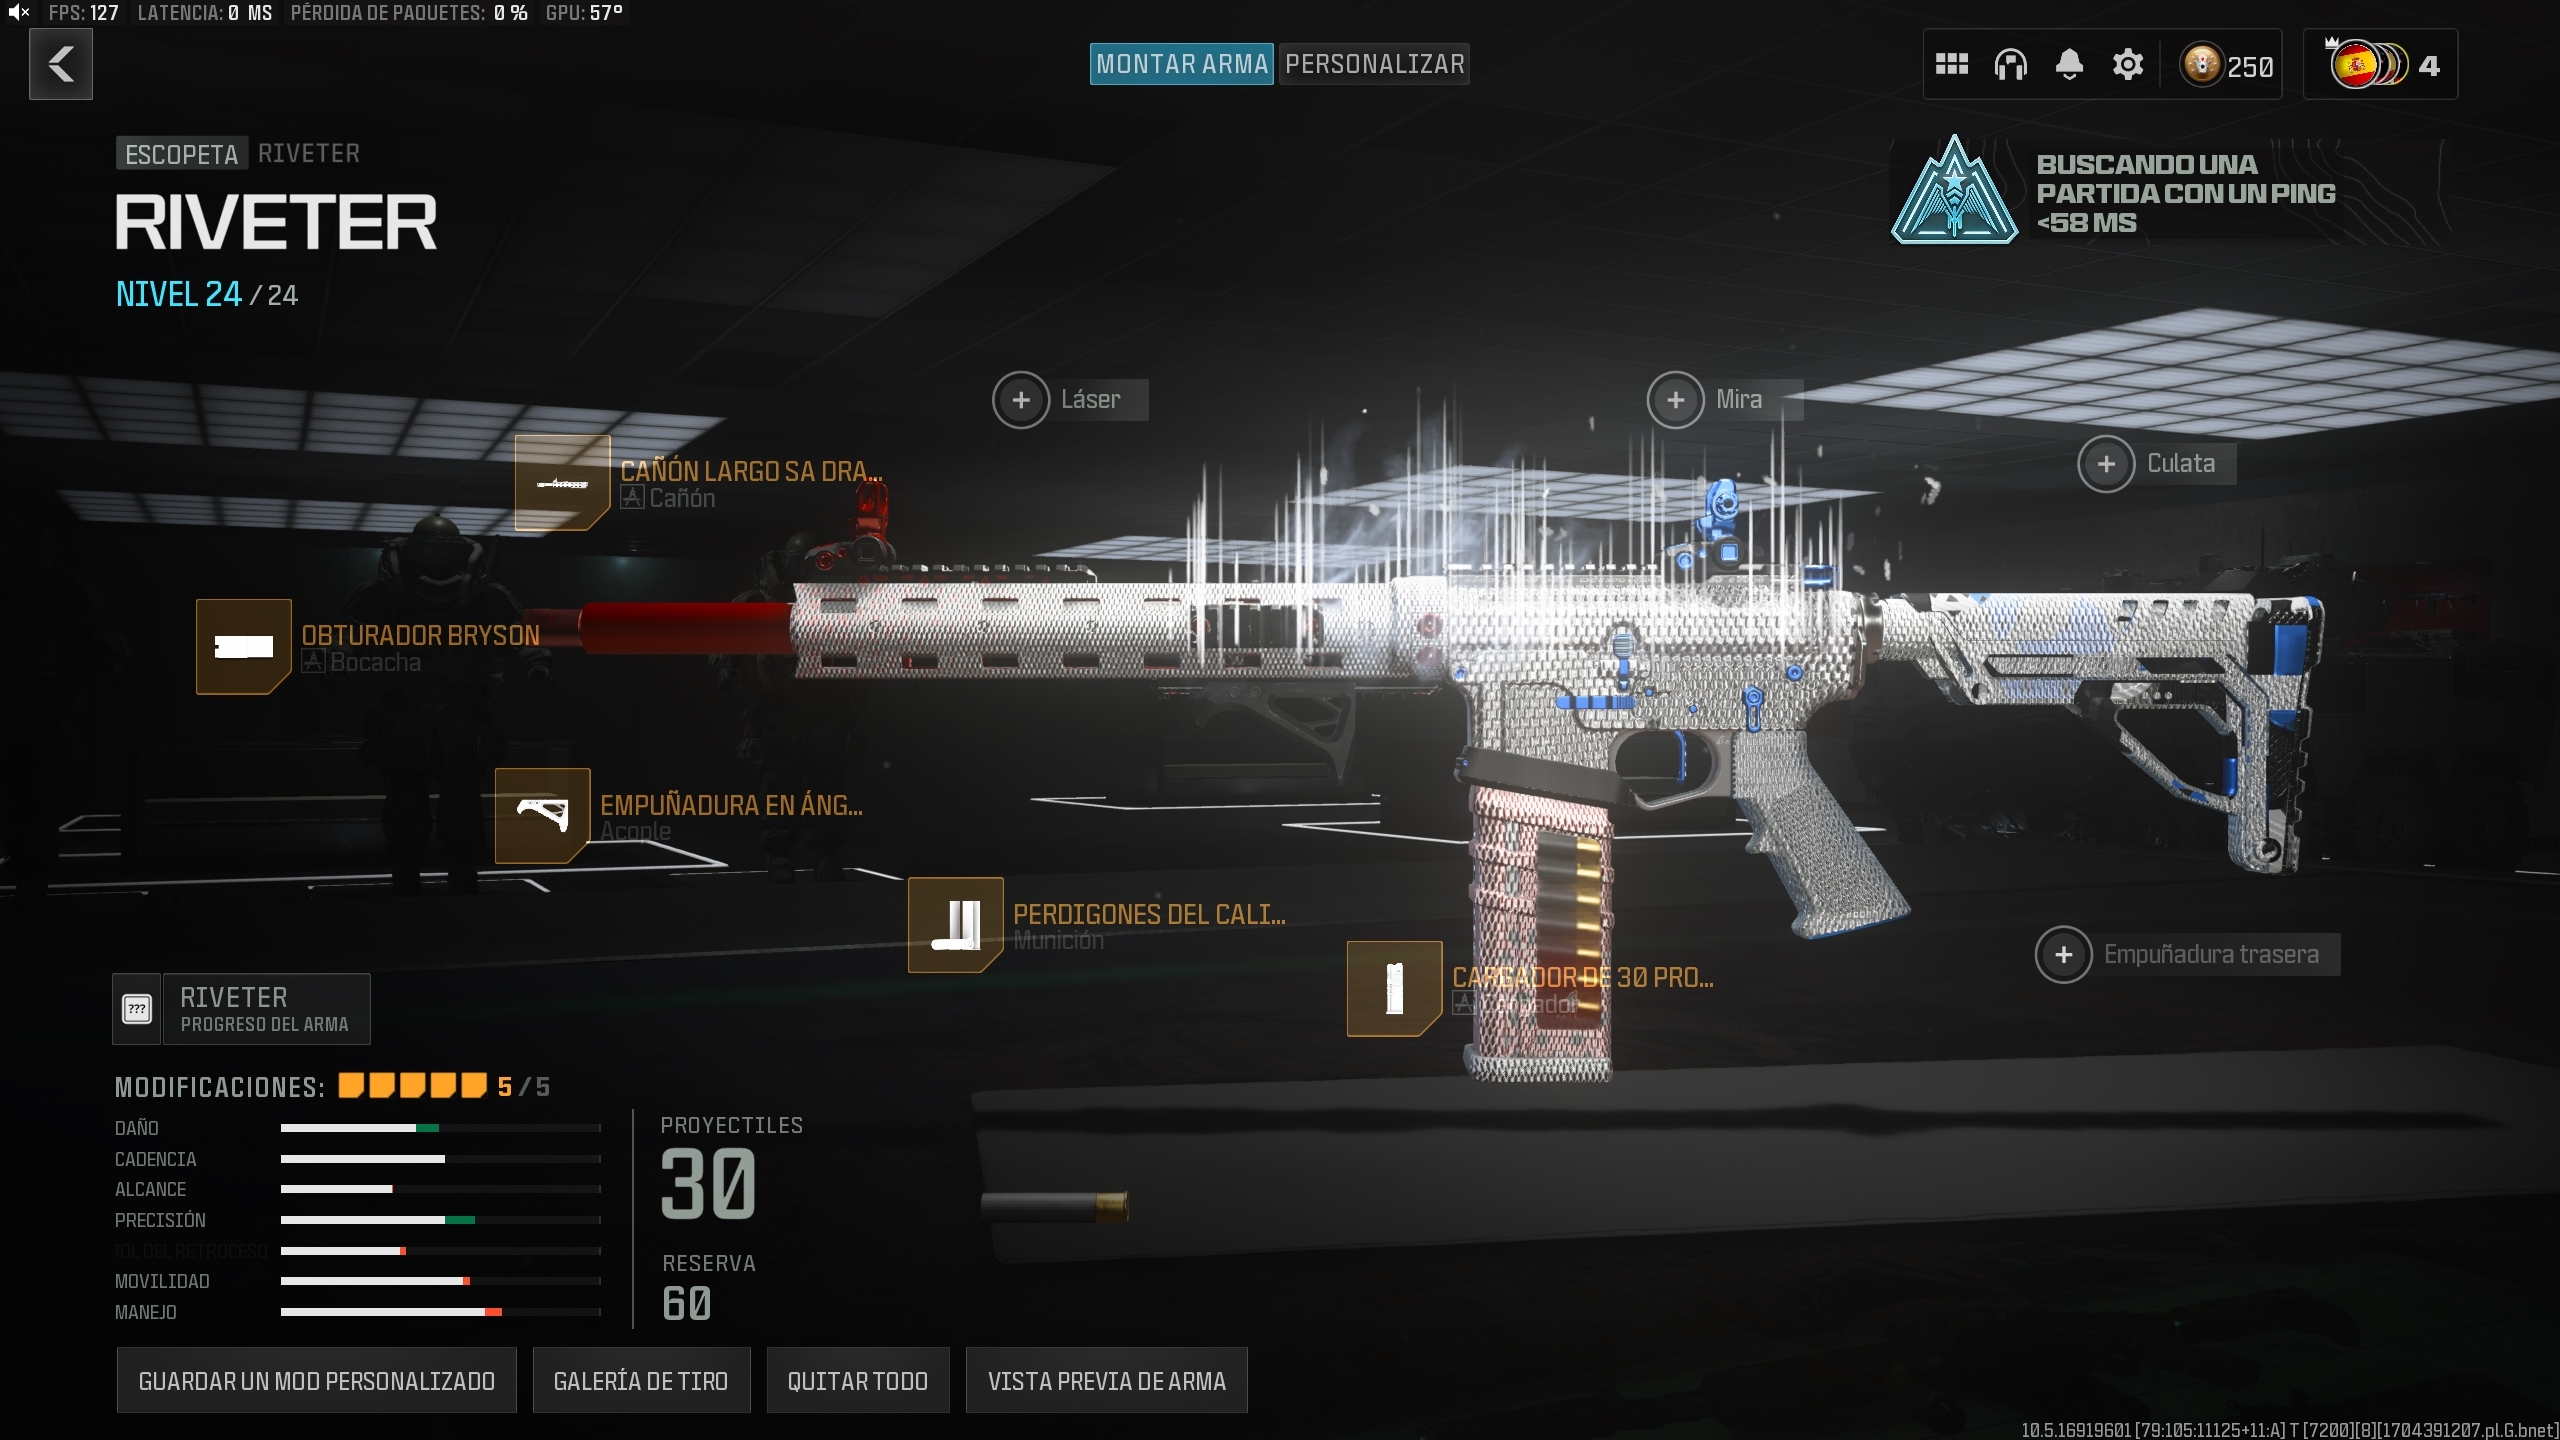 FPS: 127 LATENCIA: 0 MS PÉRDIDA DE PAQUETES: 0 % GPU: 57º
MONTAR ARMA PERSONALIZAR
250
4
ESCOPETA RIVETER
RIVETER
NIVEL 24 / 24
BUSCANDO UNA
PARTIDA CON UN PING
<58 MS
Láser
Mira
Culata
CAÑÓN LARGO SA DRA...
Cañón
OBTURADOR BRYSON
Bocacha
EMPUÑADURA EN ÁNG...
Acople
PERDIGONES DEL CALI...
Munición
CARGADOR DE 30 PRO...
Cargador
Empuñadura trasera
???
RIVETER
PROGRESO DEL ARMA
MODIFICACIONES: 5 / 5
DAÑO
CADENCIA
ALCANCE
PRECISIÓN
ROL DEL RETROCESO
MOVILIDAD
MANEJO
PROYECTILES
30
RESERVA
60
GUARDAR UN MOD PERSONALIZADO GALERÍA DE TIRO QUITAR TODO VISTA PREVIA DE ARMA
10.5.16919601 [79:105:11125+11:A] T [7200][8][1704391207.pl.G.bnet]